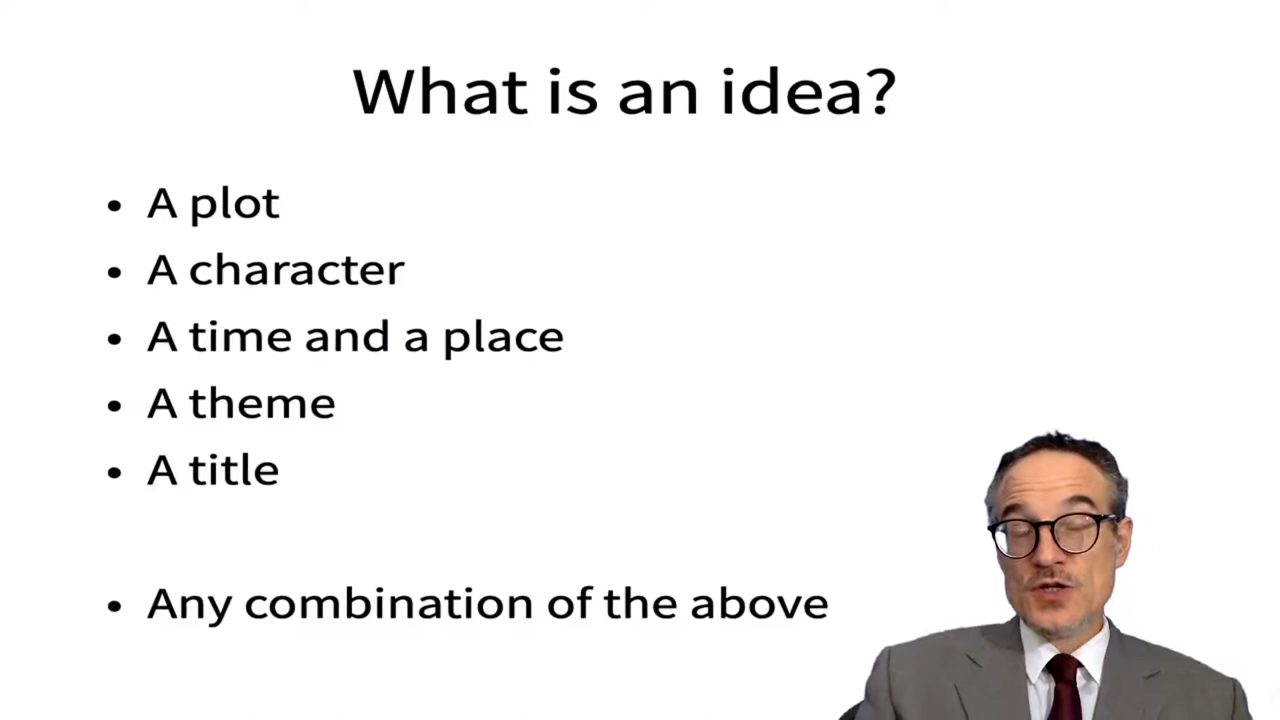 What is an idea?
• A plot
• A character
• A time and a place
• A theme
• A title
• Any combination of the above